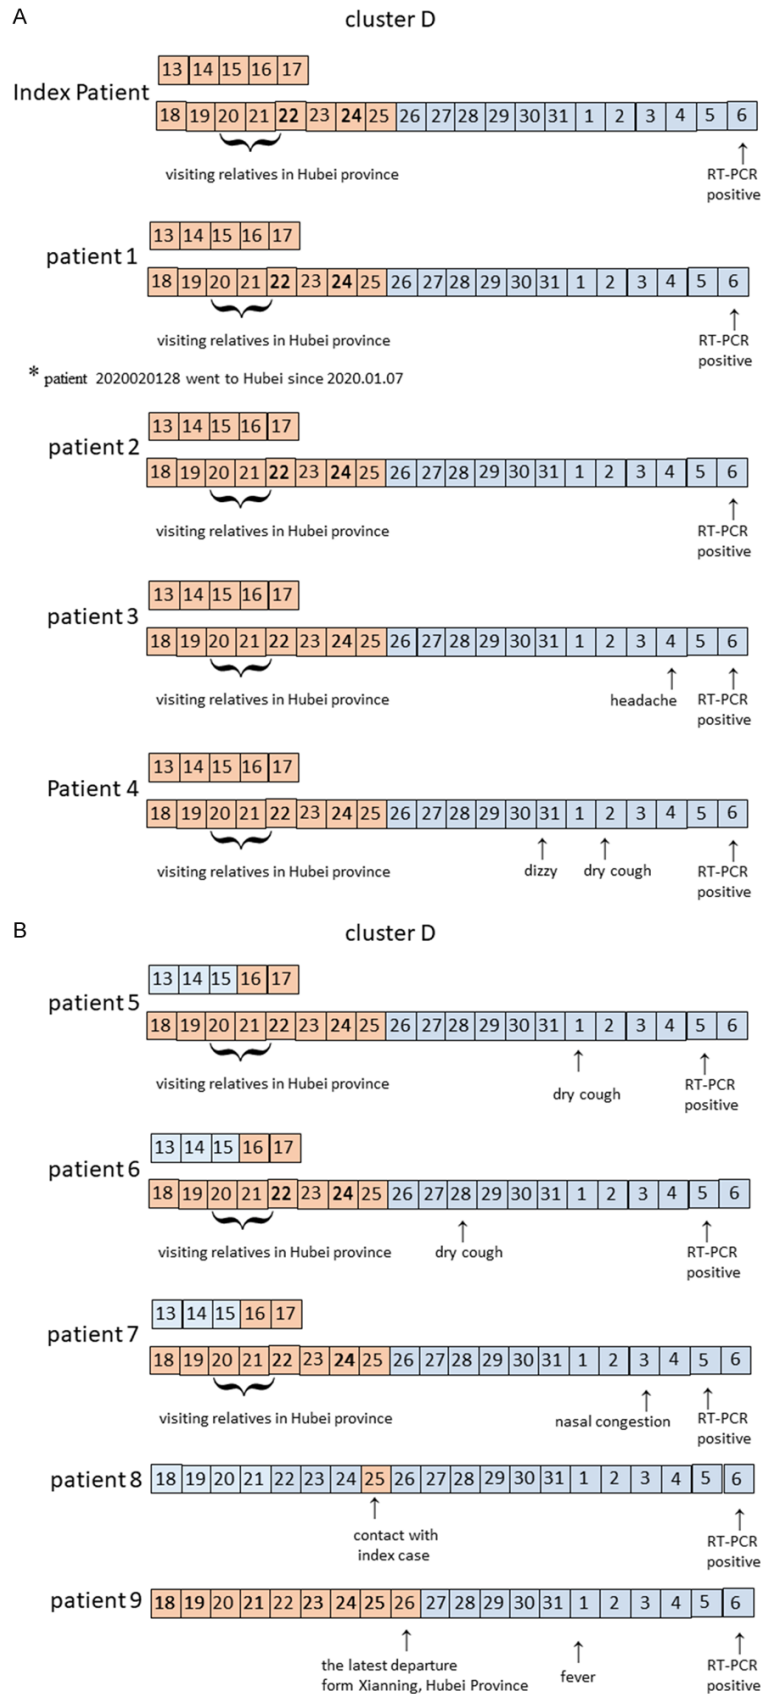 A
cluster D
13 14 15 16 17
Index Patient
18 19 20 21 22 23 24 25 26 27 28 29 30 31 1 2 3 4 5 6
visiting relatives in Hubei province
RT-PCR
positive
13 14 15 16 17
patient 1
18 19 20 21 22 23 24 25 26 27 28 29 30 31 1 2 3 4 5 6
visiting relatives in Hubei province
RT-PCR
positive
* patient 2020020128 went to Hubei since 2020.01.07
13 14 15 16 17
patient 2
18 19 20 21 22 23 24 25 26 27 28 29 30 31 1 2 3 4 5 6
visiting relatives in Hubei province
RT-PCR
positive
13 14 15 16 17
patient 3
18 19 20 21 22 23 24 25 26 27 28 29 30 31 1 2 3 4 5 6
visiting relatives in Hubei province
headache
RT-PCR
positive
13 14 15 16 17
Patient 4
18 19 20 21 22 23 24 25 26 27 28 29 30 31 1 2 3 4 5 6
visiting relatives in Hubei province
dizzy
dry cough
RT-PCR
positive
B
cluster D
13 14 15 16 17
patient 5
18 19 20 21 22 23 24 25 26 27 28 29 30 31 1 2 3 4 5 6
visiting relatives in Hubei province
dry cough
RT-PCR
positive
13 14 15 16 17
patient 6
18 19 20 21 22 23 24 25 26 27 28 29 30 31 1 2 3 4 5 6
visiting relatives in Hubei province
dry cough
RT-PCR
positive
13 14 15 16 17
patient 7
18 19 20 21 22 23 24 25 26 27 28 29 30 31 1 2 3 4 5 6
visiting relatives in Hubei province
nasal congestion
RT-PCR
positive
patient 8
18 19 20 21 22 23 24 25 26 27 28 29 30 31 1 2 3 4 5 6
contact with
index case
RT-PCR
positive
patient 9
18 19 20 21 22 23 24 25 26 27 28 29 30 31 1 2 3 4 5 6
the latest departure
form Xianning, Hubei Province
fever
RT-PCR
positive